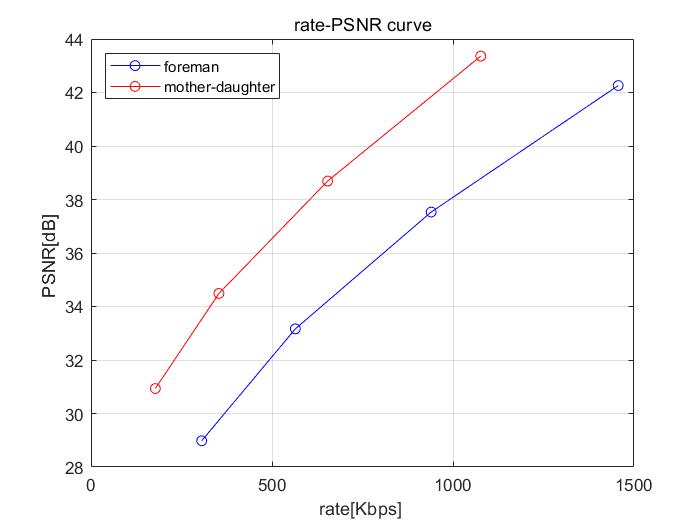 rate-PSNR curve
foreman
mother-daughter
44
42
40
38
36
34
32
30
28
PSNR[dB]
0 500 1000 1500
rate[Kbps]